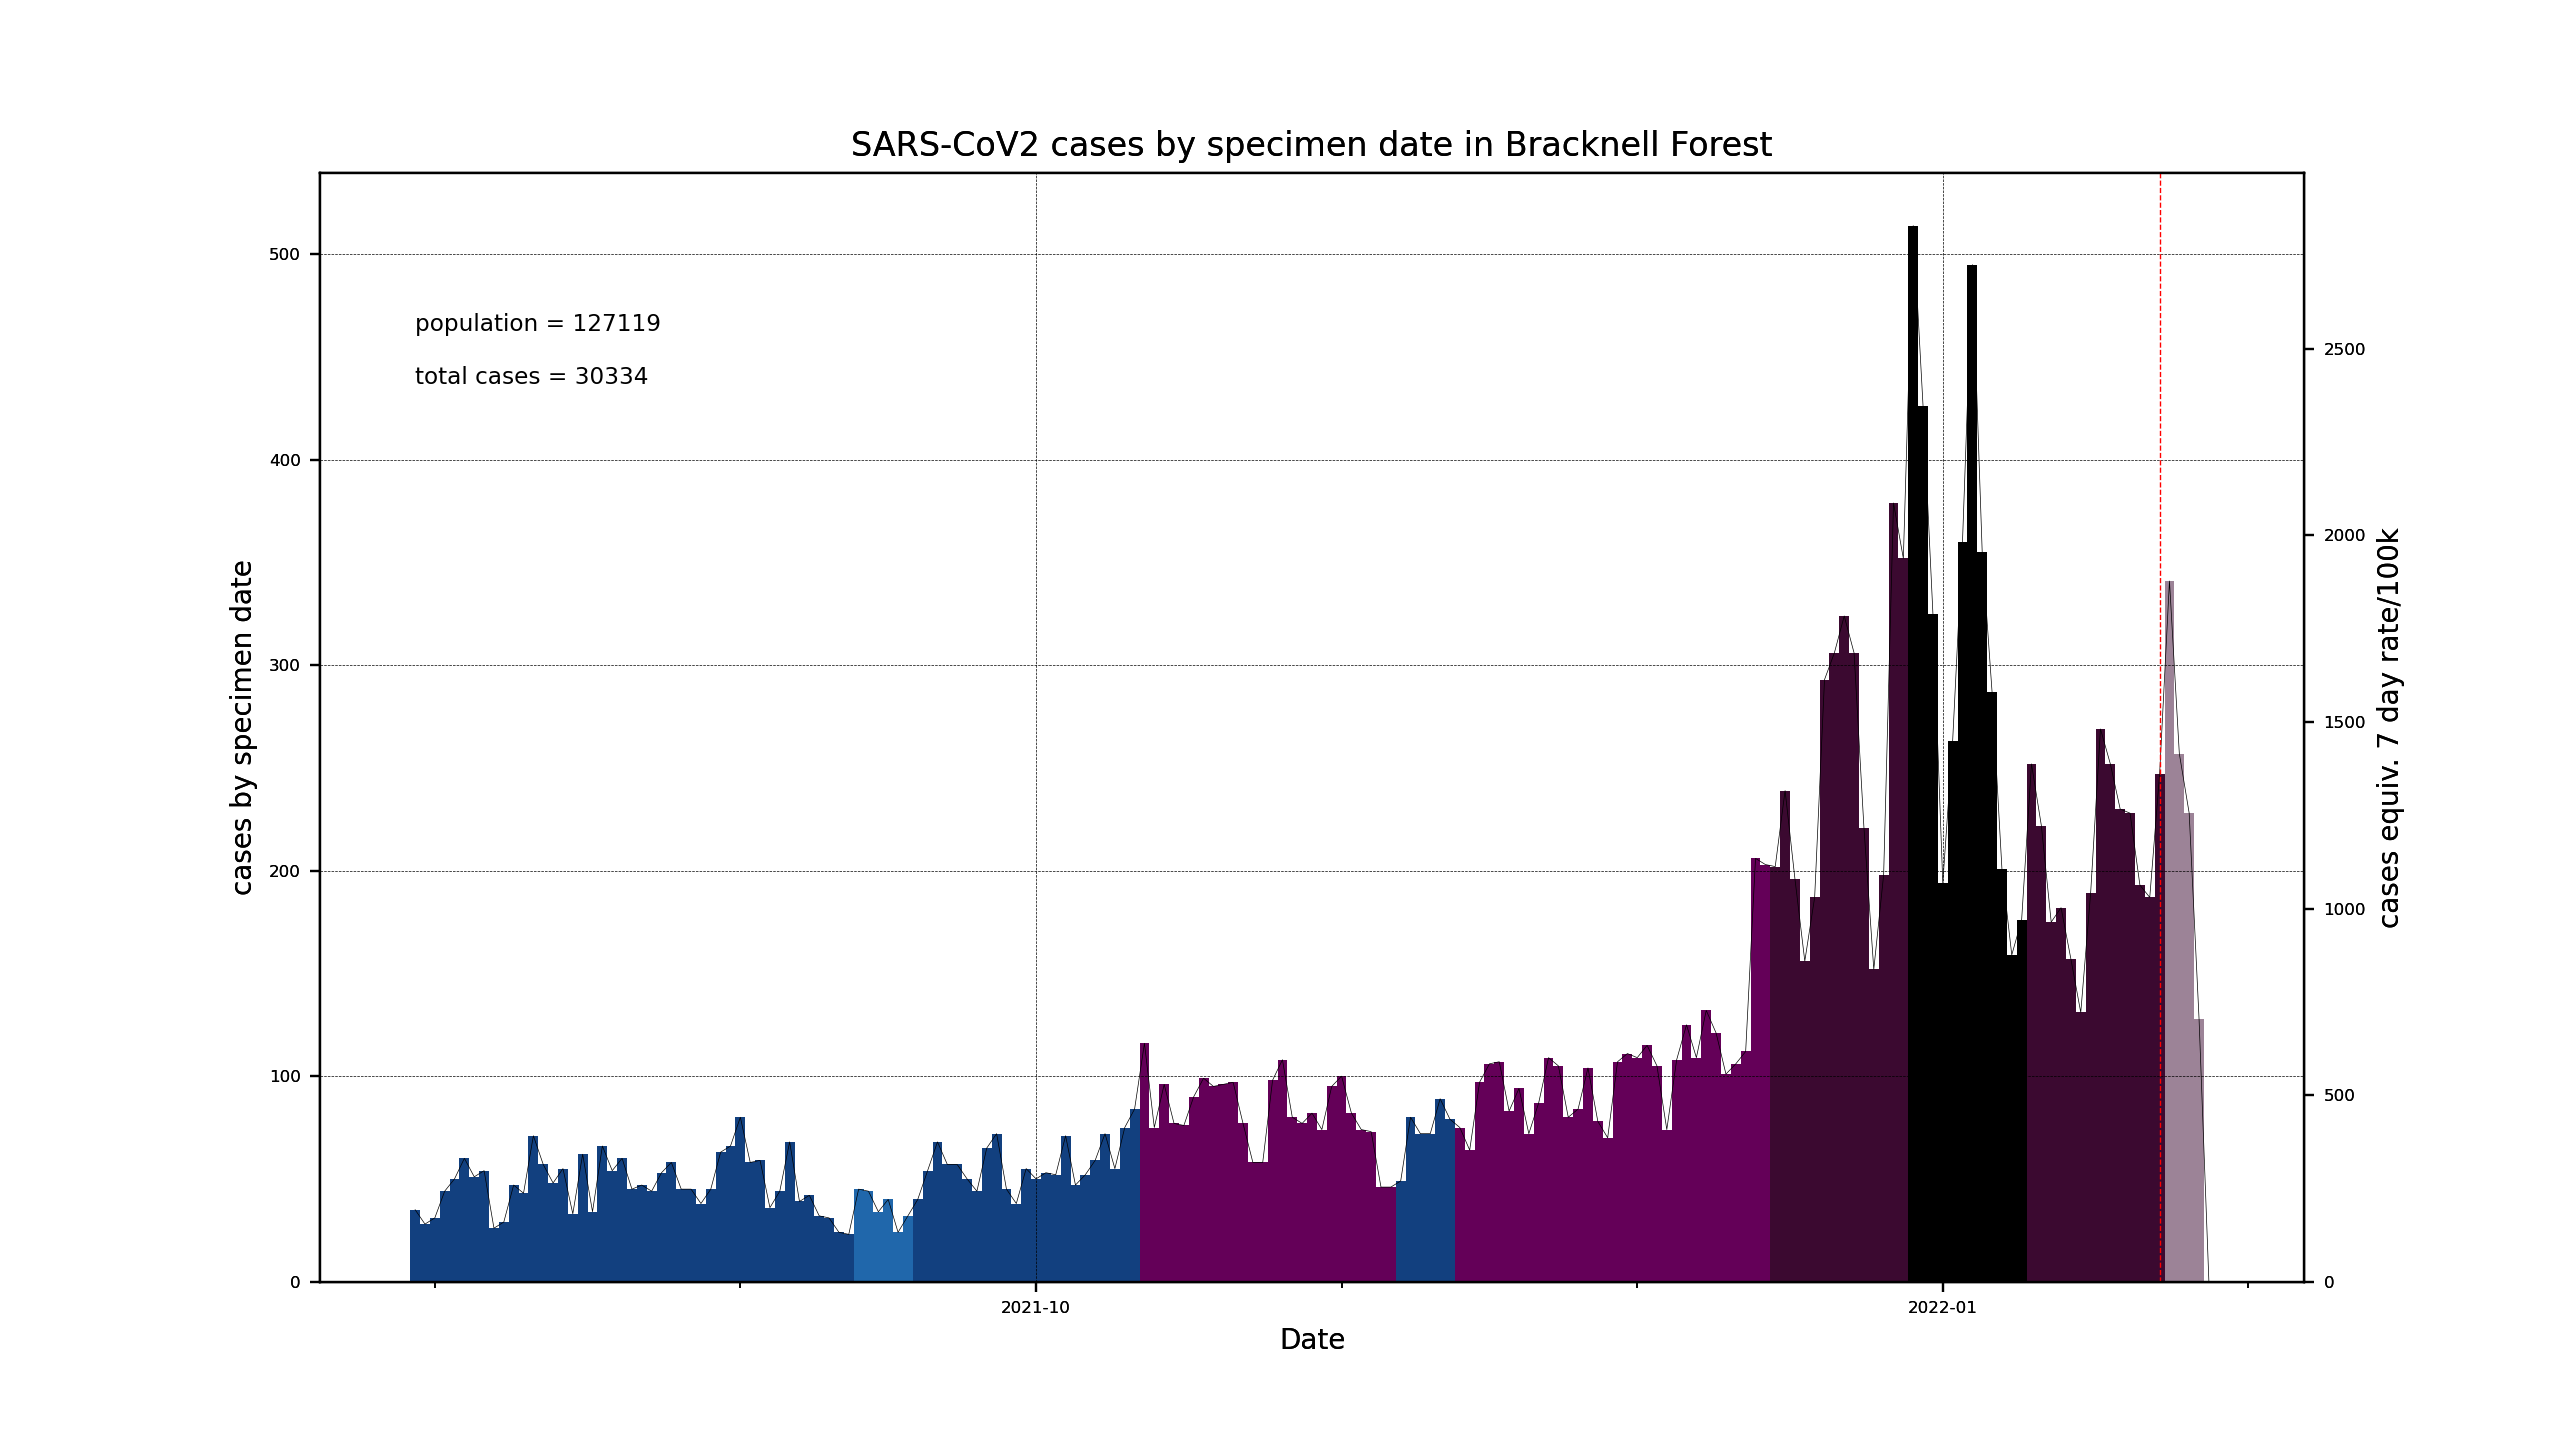 SARS-CoV2 cases by specimen date in Bracknell Forest
population = 127119
total cases = 30334
cases by specimen date
500
400
300
200
100
0
2500
2000
1500
1000
500
0
cases equiv. 7 day rate/100k
2021-10
2022-01
Date